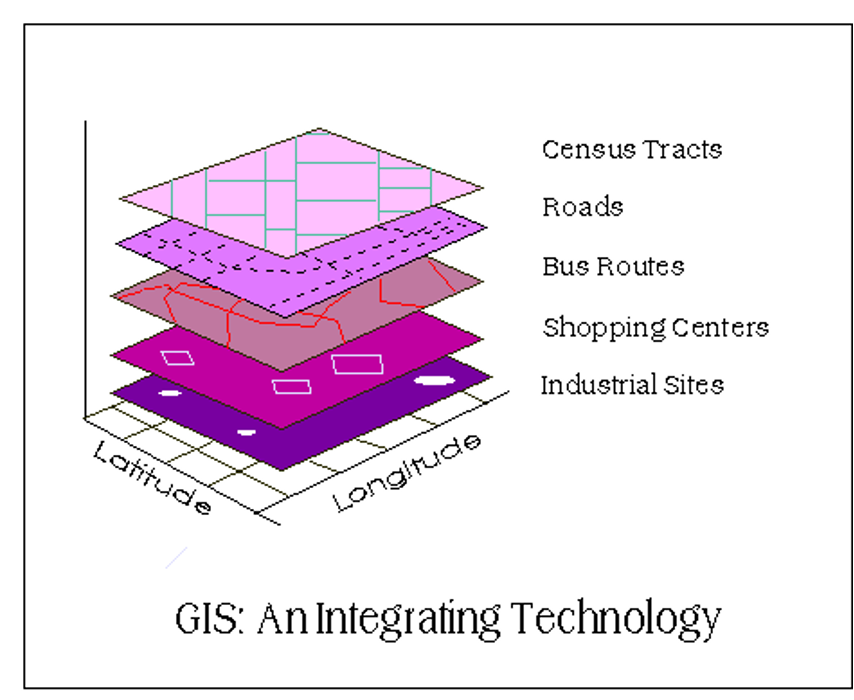 Census Tracts
Roads
Bus Routes
Shopping Centers
Industrial Sites
Latitude
Longitude
GIS: An Integrating Technology